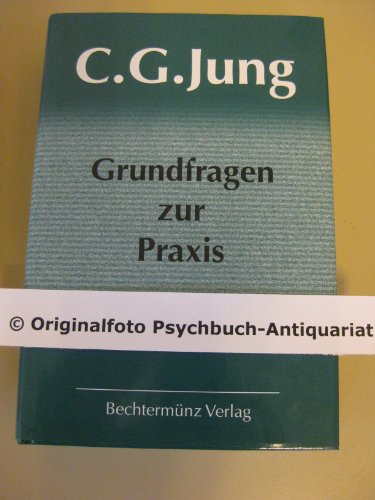 C.G.Jung
Grundfragen
zur
Praxis
© Originalfoto Psychbuch-Antiquariat
Bechtermünz Verlag